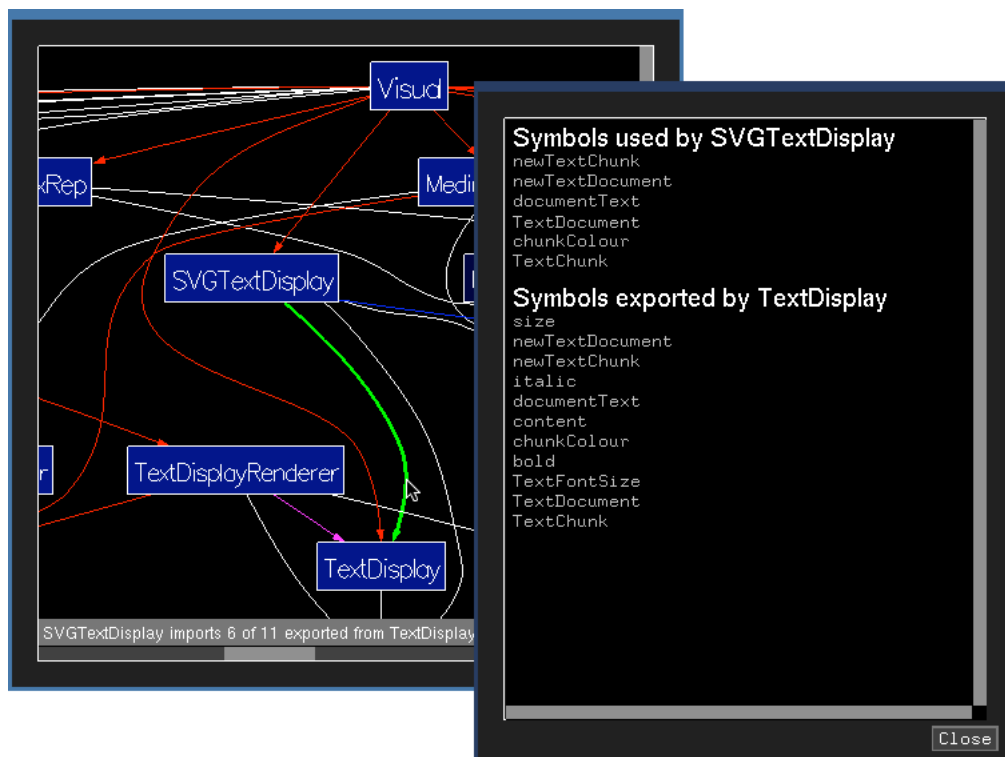 Visual
xRep
SVGTextDisplay
TextDisplayRenderer
r
TextDisplay
SVGTextDisplay imports 6 of 11 exported from TextDisplay
Symbols used by SVGTextDisplay
newTextChunk
newTextDocument
documentText
TextDocument
chunkColour
TextChunk
Symbols exported by TextDisplay
size
newTextDocument
newTextChunk
italic
documentText
content
chunkColour
bold
TextFontSize
TextDocument
TextChunk
Close